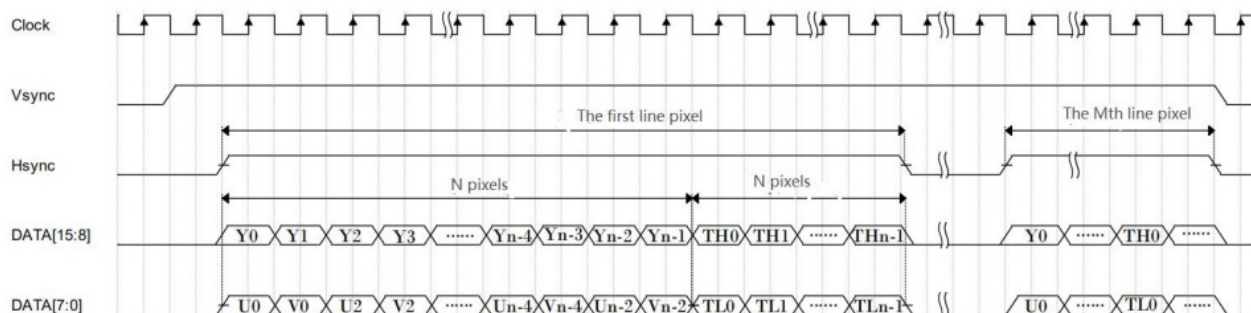 Clock
Vsync
The first line pixel The Mth line pixel
Hsync
N pixels N pixels
DATA[15:8] Y0 Y1 Y2 Y3 ...... Yn-4 Yn-3 Yn-2 Yn-1 TH0 TH1 ...... THn-1 Y0 ...... TH0 ......
DATA[7:0] U0 V0 U2 V2 ...... Un-4 Vn-4 Un-2 Vn-2 TL0 TL1 ...... TLn-1 U0 ...... TL0 ......